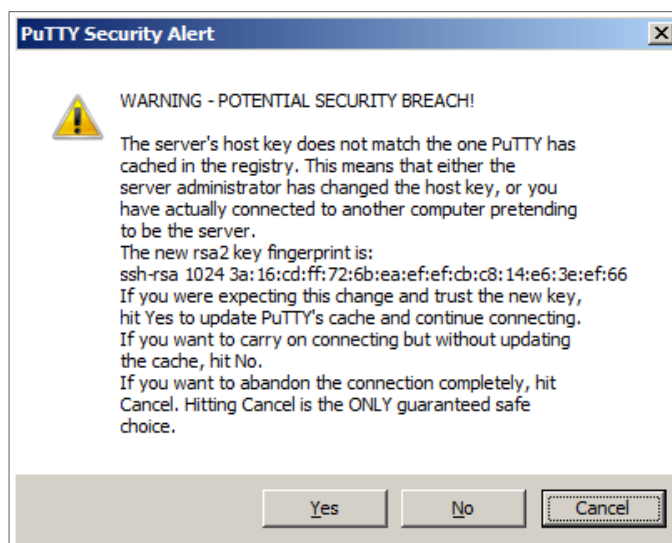 PuTTY Security Alert
WARNING - POTENTIAL SECURITY BREACH!
The server's host key does not match the one PuTTY has
cached in the registry. This means that either the
server administrator has changed the host key, or you
have actually connected to another computer pretending
to be the server.
The new rsa2 key fingerprint is:
ssh-rsa 1024 3a:16:cd:ff:72:6b:ea:ef:ef:cb:c8:14:e6:3e:ef:66
If you were expecting this change and trust the new key,
hit Yes to update PuTTY's cache and continue connecting.
If you want to carry on connecting but without updating
the cache, hit No.
If you want to abandon the connection completely, hit
Cancel. Hitting Cancel is the ONLY guaranteed safe
choice.
Yes No Cancel